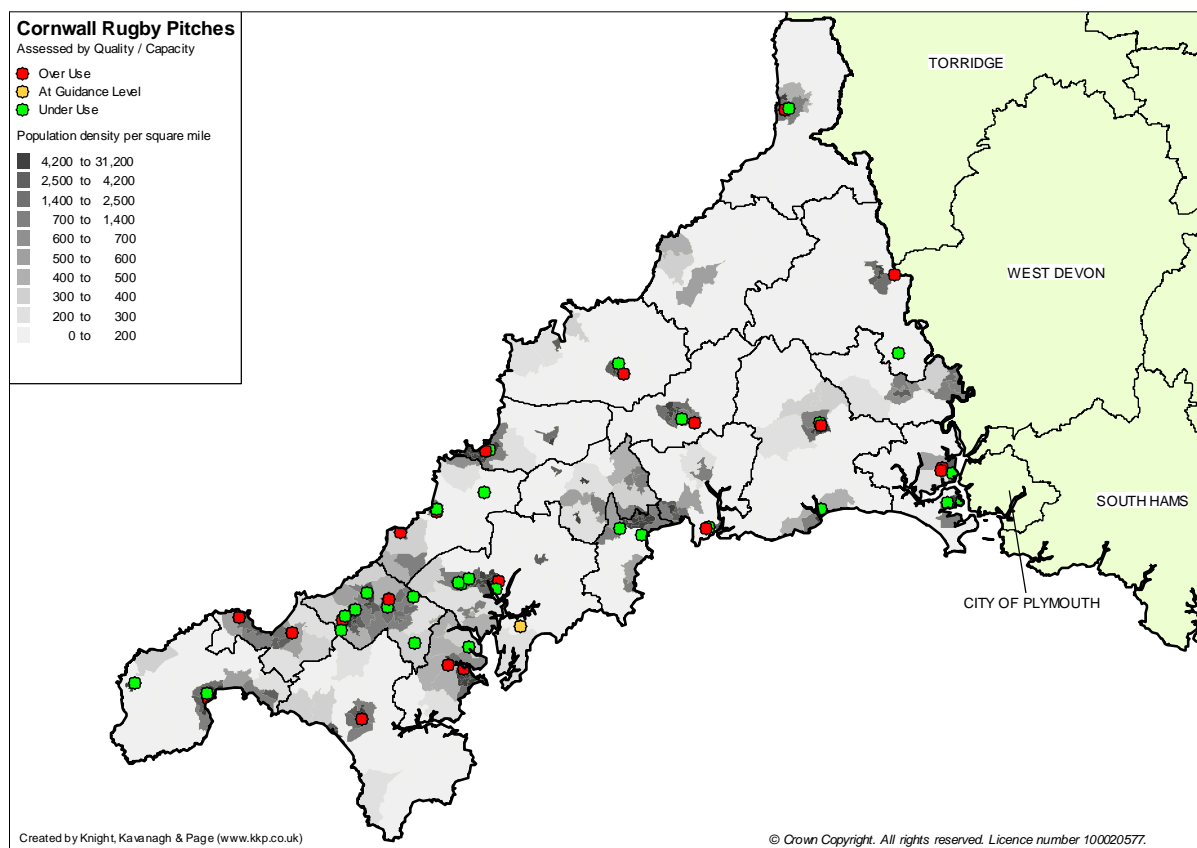 Cornwall Rugby Pitches
Assessed by Quality / Capacity
Over Use
At Guidance Level
Under Use
Population density per square mile
4,200 to 31,200
2,500 to 4,200
1,400 to 2,500
700 to 1,400
600 to 700
500 to 600
400 to 500
300 to 400
200 to 300
0 to 200
TORRIDGE
WEST DEVON
SOUTH HAMS
CITY OF PLYMOUTH
Created by Knight, Kavanagh & Page (www.kkp.co.uk)
© Crown Copyright. All rights reserved. Licence number 100020577.